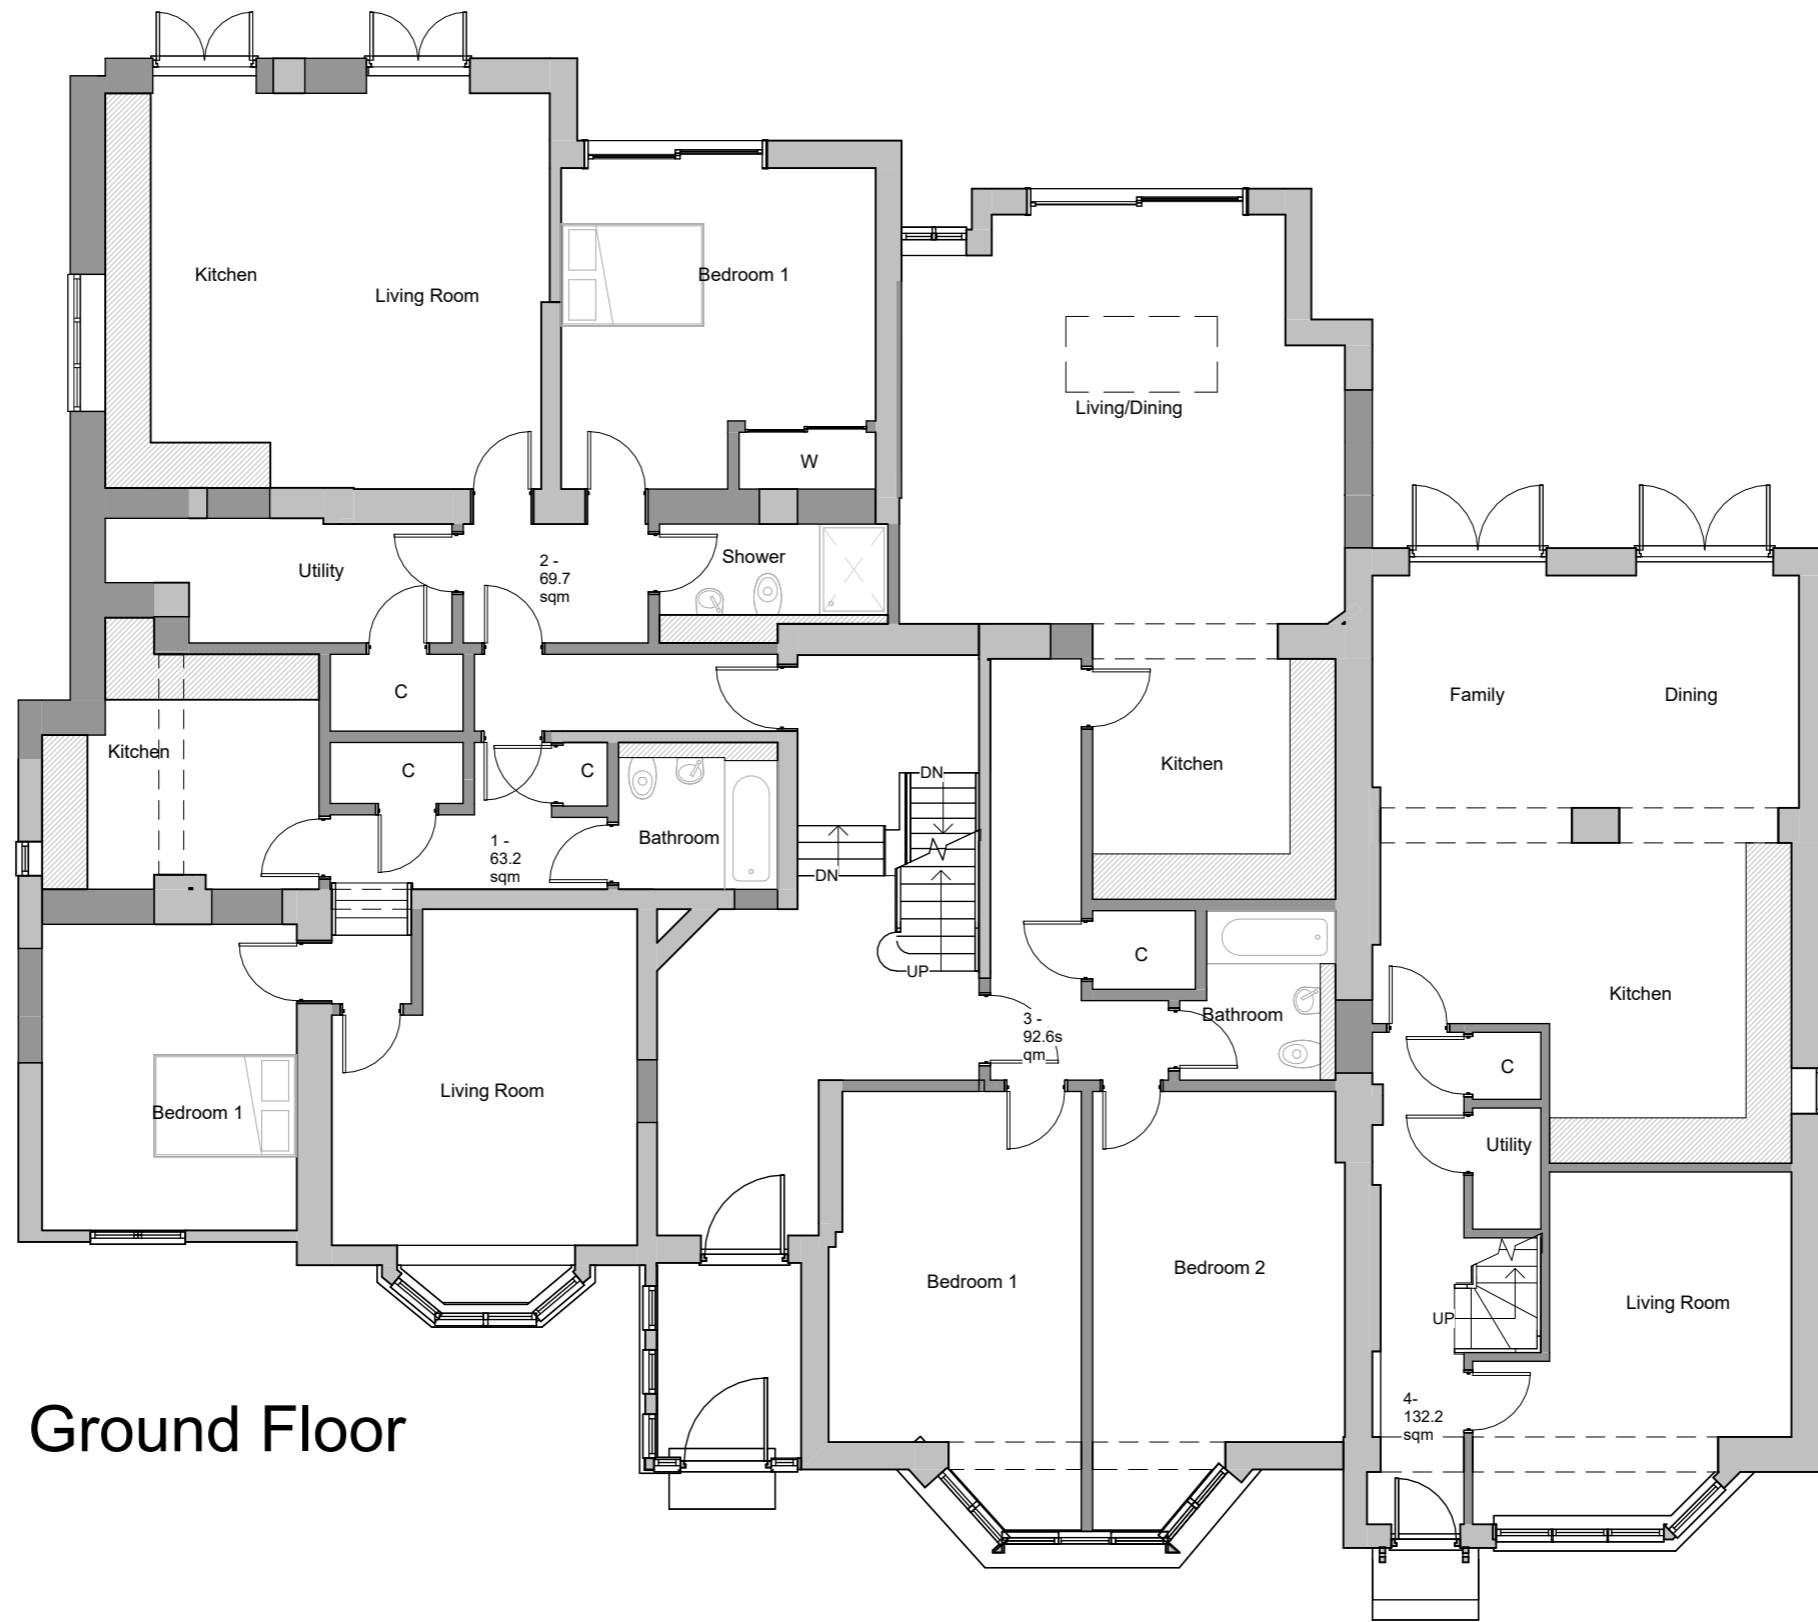 Kitchen
Living Room
Bedroom 1
Living/Dining
W
Utility
2 -
69.7
sqm
Shower
C
Kitchen
C
C
1 -
63.2
sqm
Bathroom
DN
DN
UP
Kitchen
C
3 -
92.6s
qm
Bathroom
Family
Dining
Kitchen
C
Utility
UP
Living Room
4-
132.2
sqm
Bedroom 1
Living Room
Bedroom 1
Bedroom 2
Ground Floor